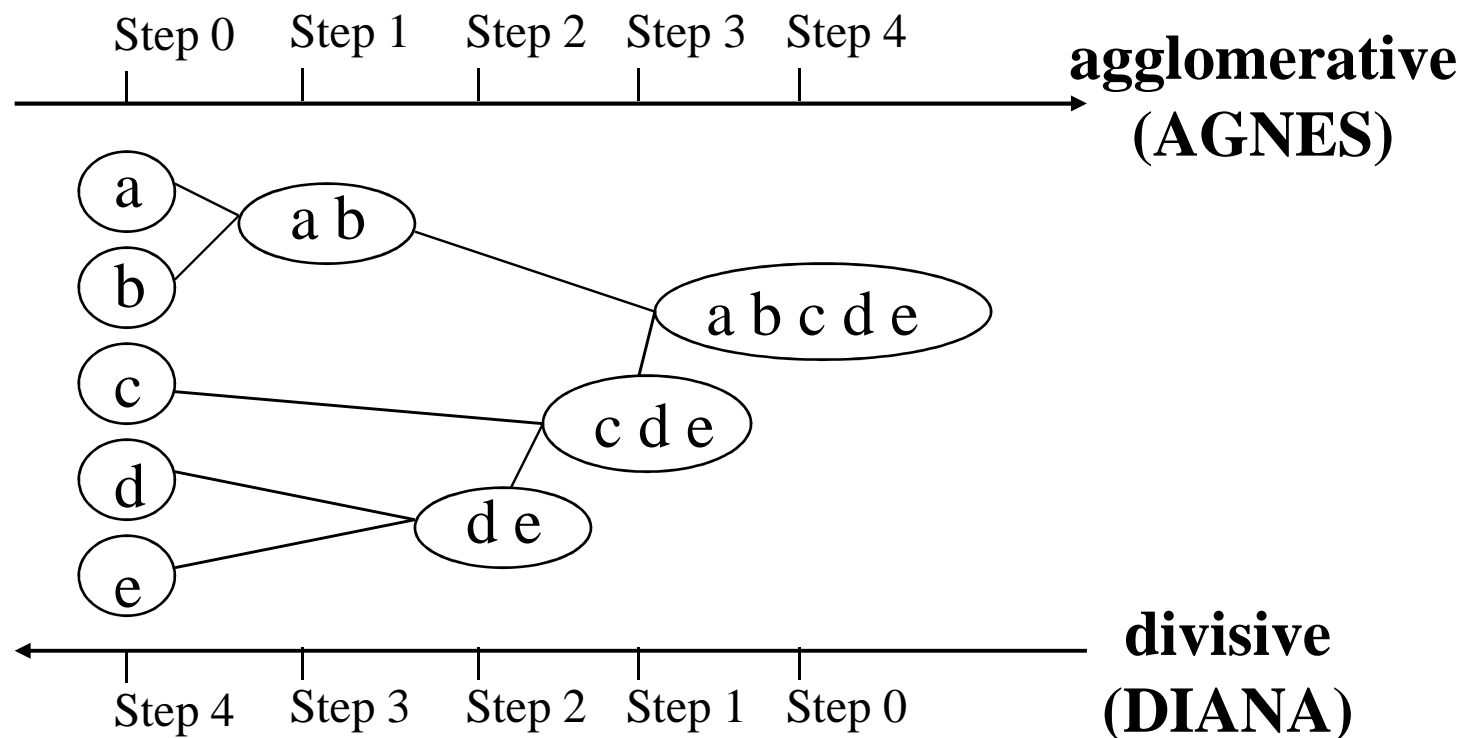 Step 0 Step 1 Step 2 Step 3 Step 4
agglomerative
(AGNES)
a
a b
b
a b c d e
c
c d e
d
d e
e
divisive
(DIANA)
Step 4 Step 3 Step 2 Step 1 Step 0